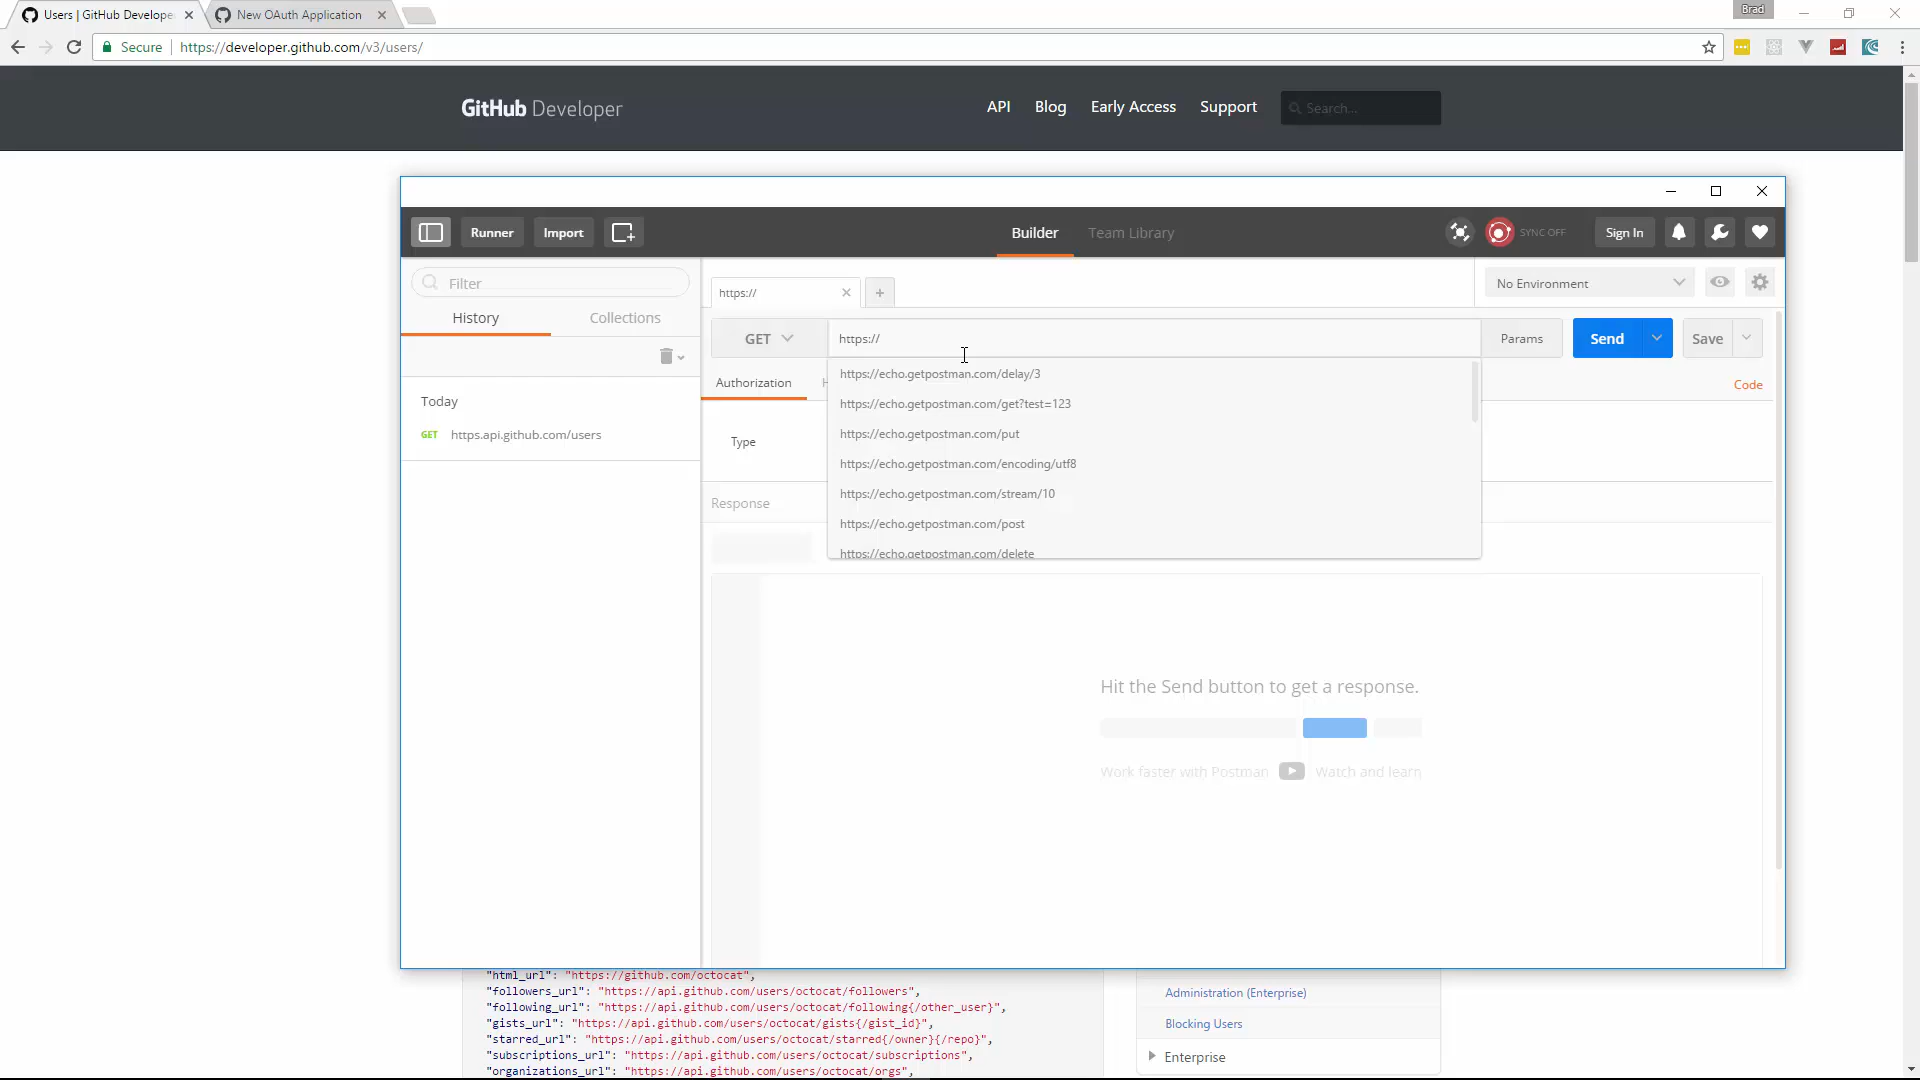 Users | GitHub Develope
New OAuth Application
Brad
Secure
https://developer.github.com/v3/users/
GitHub Developer
API
Blog
Early Access
Support
Search...
Runner
Import
Builder
Team Library
SYNC OFF
Sign In
Filter
https://
No Environment
History
Collections
GET
https://
Params
Send
Save
Authorization
Code
https://echo.getpostman.com/delay/3
https://echo.getpostman.com/get?test=123
https://echo.getpostman.com/put
https://echo.getpostman.com/encoding/utf8
https://echo.getpostman.com/stream/10
https://echo.getpostman.com/post
https://echo.getpostman.com/delete
Today
GET https.api.github.com/users
Type
Response
Hit the Send button to get a response.
Work faster with Postman
Watch and learn
"html_url": "https://github.com/octocat",
"followers_url": "https://api.github.com/users/octocat/followers",
"following_url": "https://api.github.com/users/octocat/following{/other_user}",
"gists_url": "https://api.github.com/users/octocat/gists{/gist_id}",
"starred_url": "https://api.github.com/users/octocat/starred{/owner}{/repo}",
"subscriptions_url": "https://api.github.com/users/octocat/subscriptions",
"organizations_url": "https://api.github.com/users/octocat/orgs",
Administration (Enterprise)
Blocking Users
Enterprise